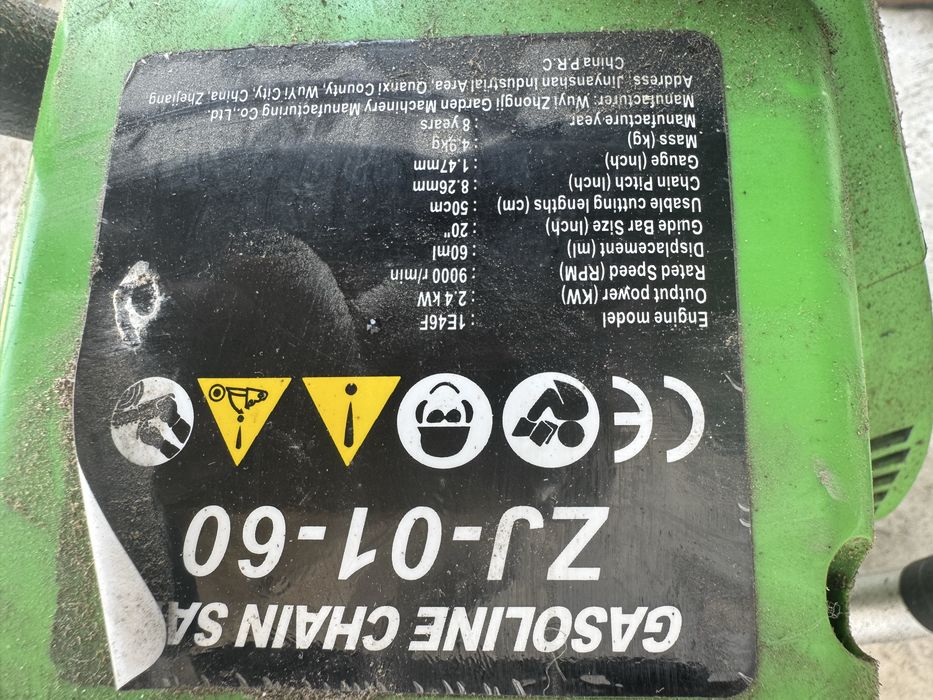 GASOLINE CHAIN SA
ZJ-01-60
CE
Engine model : 1E46F
Output power (KW) : 2.4 kW
Rated Speed (RPM) 9000 r/min
Displacement (ml) : 60ml
Guide Bar Size (Inch) : 20"
Usable cutting lengths (cm) : 50cm
Chain Pitch (Inch) : 8.26mm
Gauge (Inch) : 1.47mm
Mass (kg) : 4.9kg
Manufacture year : 8 years
Manufacturer: Wuyi Zhongji Garden Machinery Manufacturing Co.,Ltd.
Address: Jinyanshan Industrial Area, Quanxi County, WuYi City, China, Zhejiang
China P.R.C